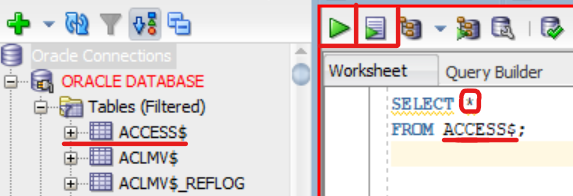 Oracle Connections
ORACLE DATABASE
Tables (Filtered)
ACCESS$
ACLMV$
ACLMV$_REFLOG
Worksheet
Query Builder
SELECT *
FROM ACCESS$;